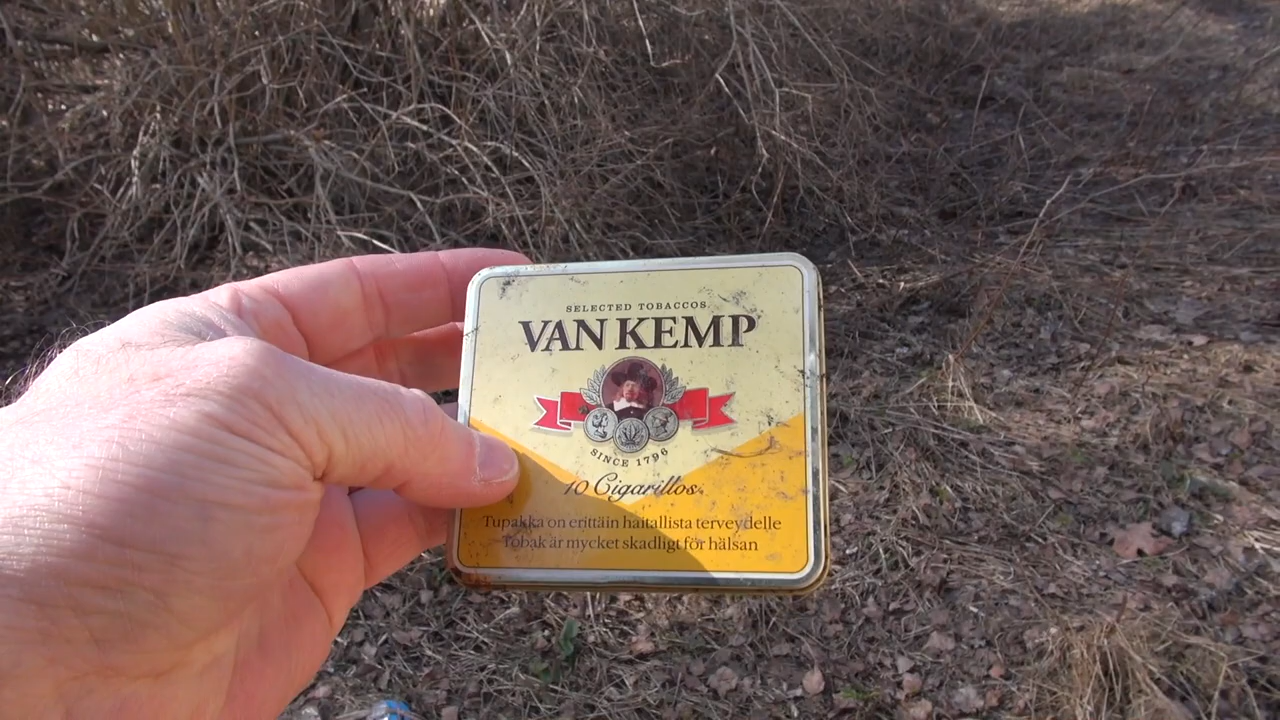 SELECTED TOBACCOS
VAN KEMP
SINCE 1796
10 Cigarillos
Tupakka on erittäin haitallista terveydelle
Tobak är mycket skadligt för hälsan